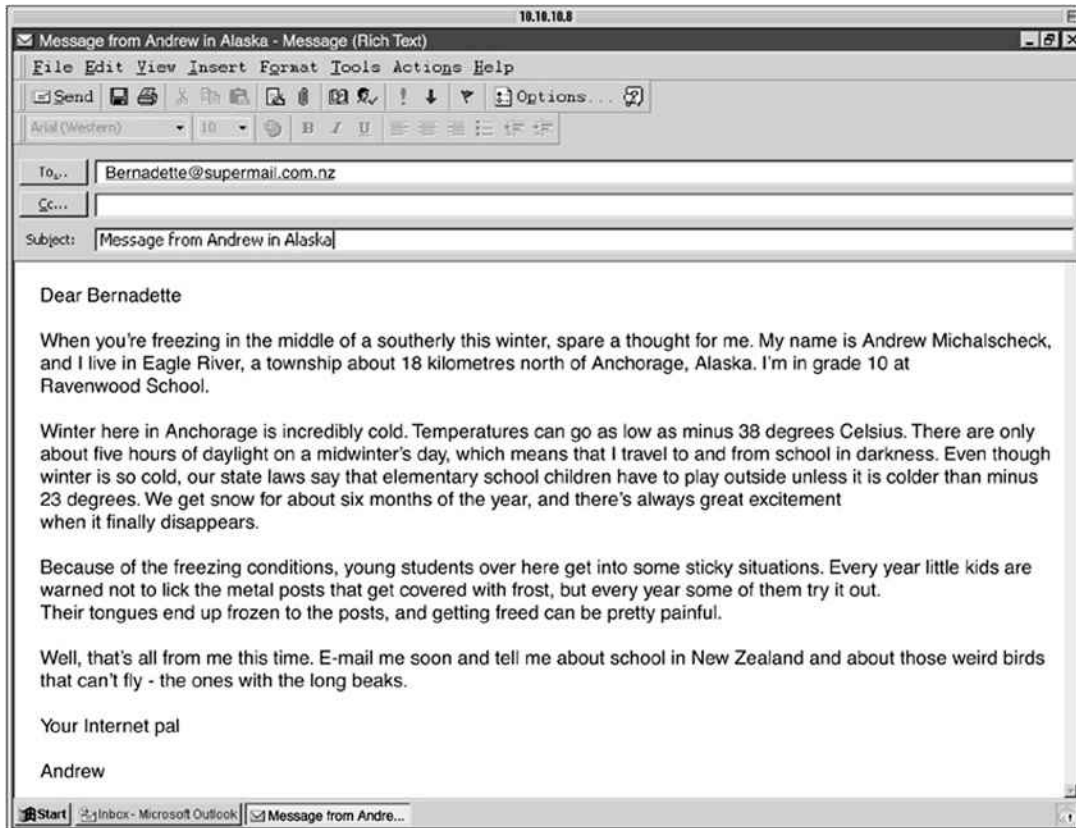 10.10.10.8
Message from Andrew in Alaska - Message (Rich Text)
File Edit View Insert Format Tools Actions Help
Send Options...
Arial (Western) 10 B I U
To... Bernadette@supermail.com.nz
Cc...
Subject: Message from Andrew in Alaska
Dear Bernadette
When you're freezing in the middle of a southerly this winter, spare a thought for me. My name is Andrew Michalscheck,
and I live in Eagle River, a township about 18 kilometres north of Anchorage, Alaska. I'm in grade 10 at
Ravenwood School.
Winter here in Anchorage is incredibly cold. Temperatures can go as low as minus 38 degrees Celsius. There are only
about five hours of daylight on a midwinter's day, which means that I travel to and from school in darkness. Even though
winter is so cold, our state laws say that elementary school children have to play outside unless it is colder than minus
23 degrees. We get snow for about six months of the year, and there's always great excitement
when it finally disappears.
Because of the freezing conditions, young students over here get into some sticky situations. Every year little kids are
warned not to lick the metal posts that get covered with frost, but every year some of them try it out.
Their tongues end up frozen to the posts, and getting freed can be pretty painful.
Well, that's all from me this time. E-mail me soon and tell me about school in New Zealand and about those weird birds
that can't fly - the ones with the long beaks.
Your Internet pal
Andrew
Start Inbox - Microsoft Outlook Message from Andre...